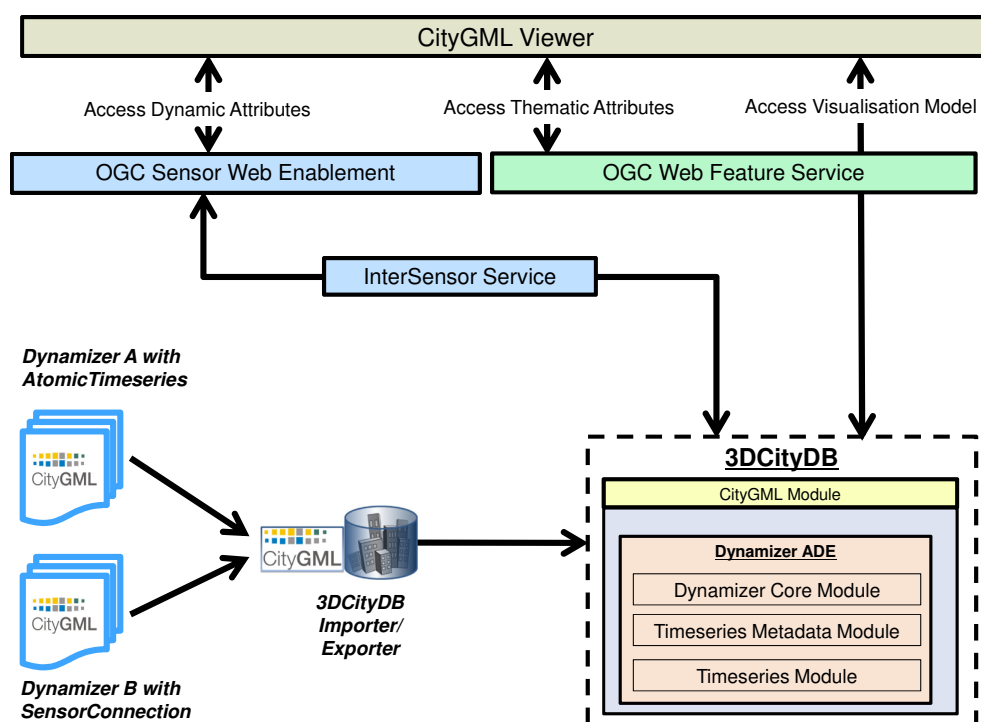 CityGML Viewer
Access Dynamic Attributes
Access Thematic Attributes
Access Visualisation Model
OGC Sensor Web Enablement
OGC Web Feature Service
InterSensor Service
Dynamizer A with
AtomicTimeseries
CityGML
CityGML
Dynamizer B with
SensorConnection
CityGML
3DCityDB
Importer/
Exporter
3DCityDB
CityGML Module
Dynamizer ADE
Dynamizer Core Module
Timeseries Metadata Module
Timeseries Module